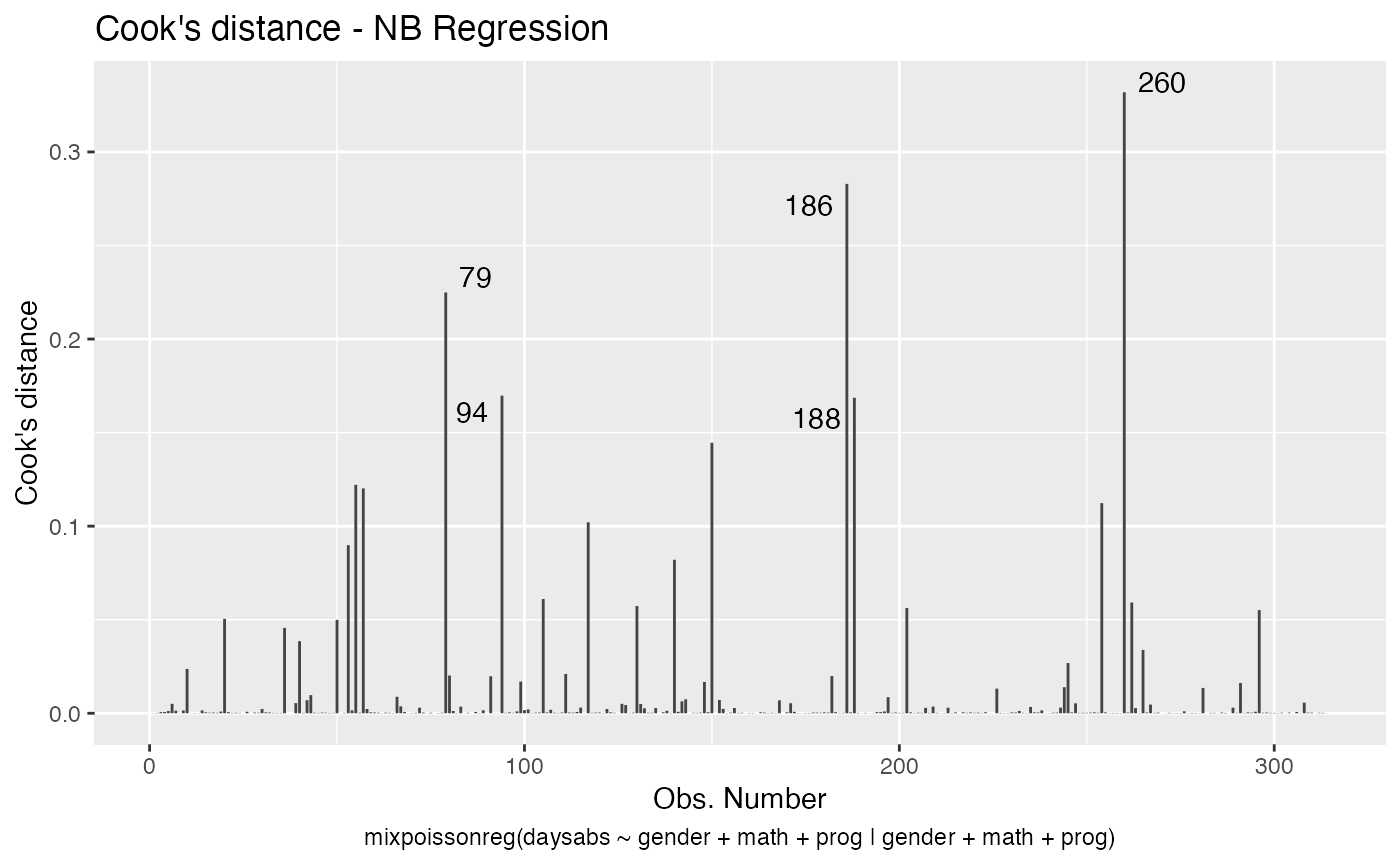 Cook's distance - NB Regression
260
0.3
186
79
0.2
94
188
Cook's distance
0.1
0.0
0 100 200 300
Obs. Number
mixpoissonreg(daysabs ~ gender + math + prog | gender + math + prog)